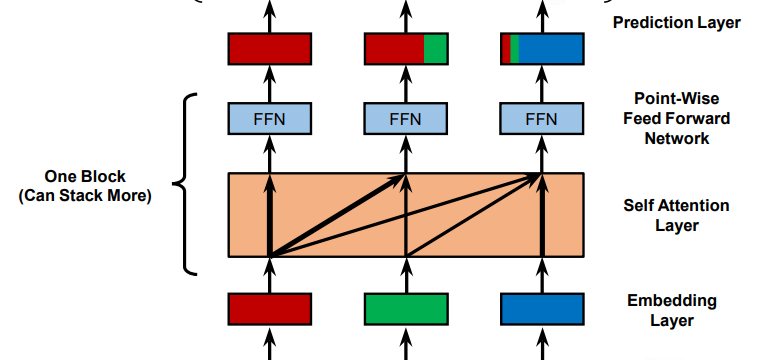 Prediction Layer
FFN
FFN
FFN
Point-Wise
Feed Forward
Network
One Block
(Can Stack More)
Self Attention
Layer
Embedding
Layer